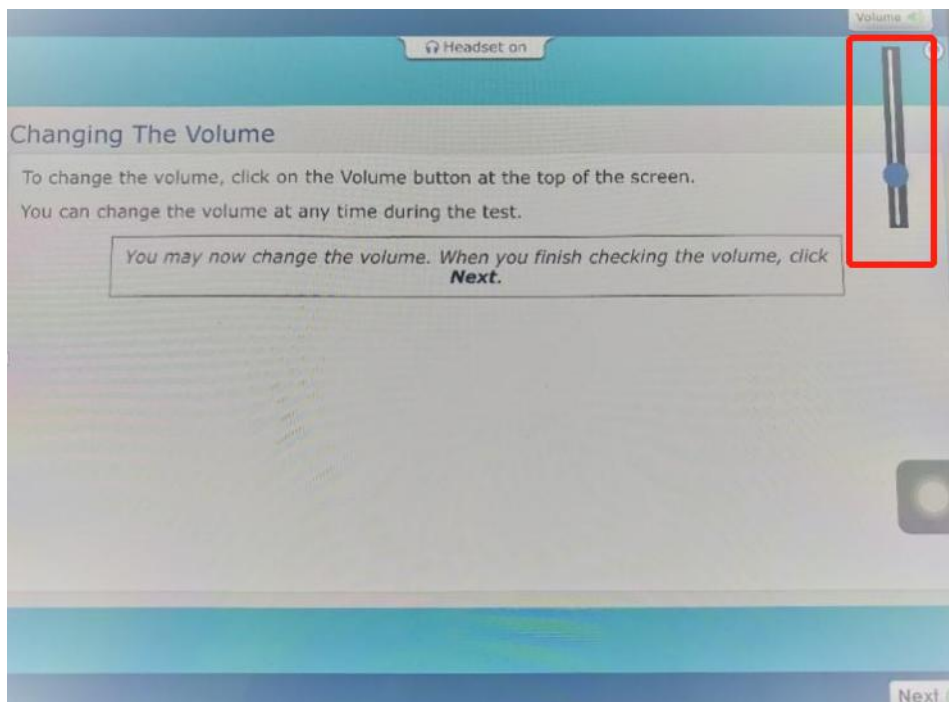 Volume
Headset on
Changing The Volume
To change the volume, click on the Volume button at the top of the screen.
You can change the volume at any time during the test.
You may now change the volume. When you finish checking the volume, click
Next.
Next